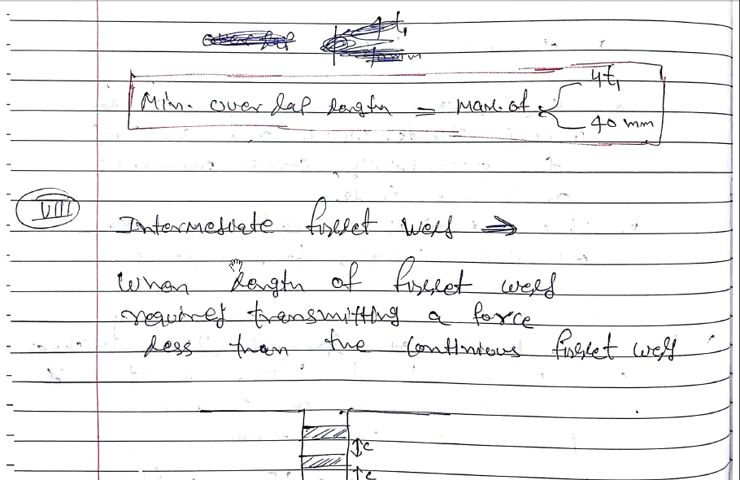 Min. over lap length = Max. of 4t1
40 mm
VIII
Intermediate fillet weld ⇒
When length of fillet weld
required transmitting a force
less than the continuous fillet weld
c
c